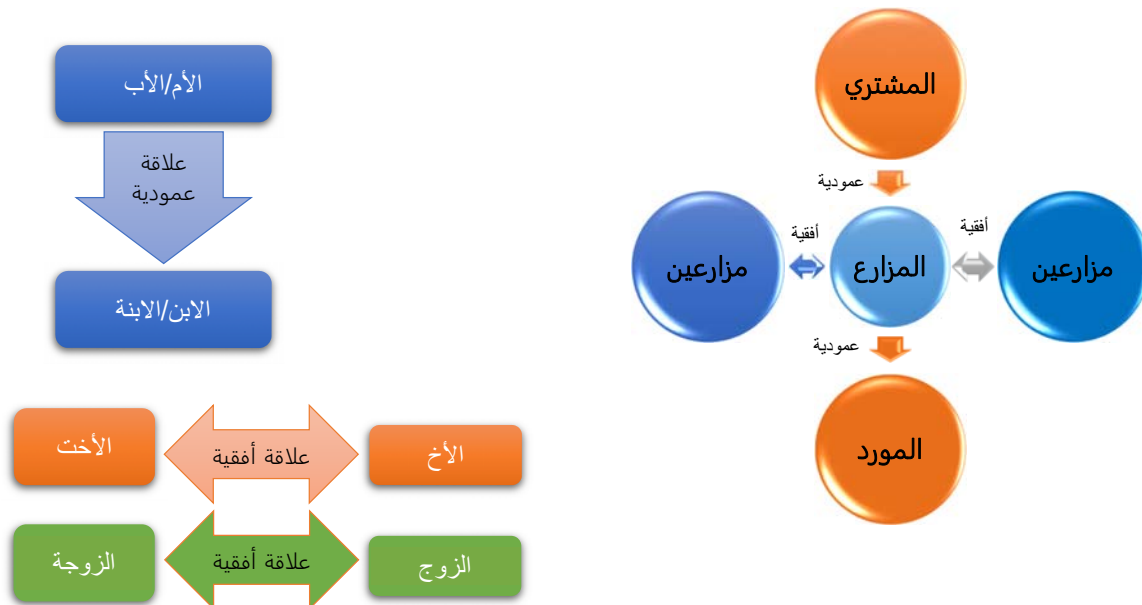 المشتري
عمودية
مزارعين
أفقية
المزارع
أفقية
مزارعين
عمودية
المورد
الأم/الأب
علاقة
عمودية
الابن/الابنة
الأخ
علاقة أفقية
الأخت
الزوج
علاقة أفقية
الزوجة